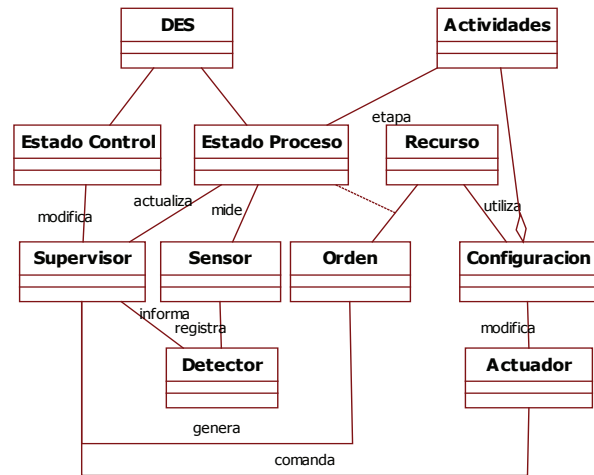 DES
Actividades
etapa
Estado Control
Estado Proceso
Recurso
modifica
actualiza
mide
utiliza
Supervisor
Sensor
Orden
Configuracion
informa
registra
modifica
Detector
Actuador
genera
comanda